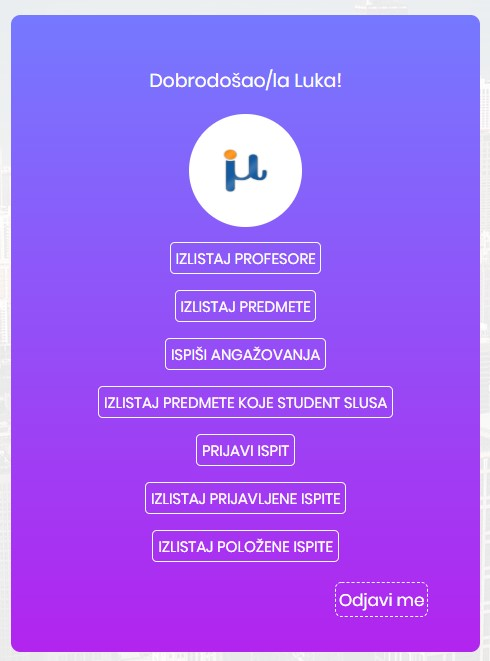 Dobrodošao/la Luka!
iμ
IZLISTAJ PROFESORE
IZLISTAJ PREDMETE
ISPIŠI ANGAŽOVANJA
IZLISTAJ PREDMETE KOJE STUDENT SLUSA
PRIJAVI ISPIT
IZLISTAJ PRIJAVLJENE ISPITE
IZLISTAJ POLOŽENE ISPITE
Odjavi me